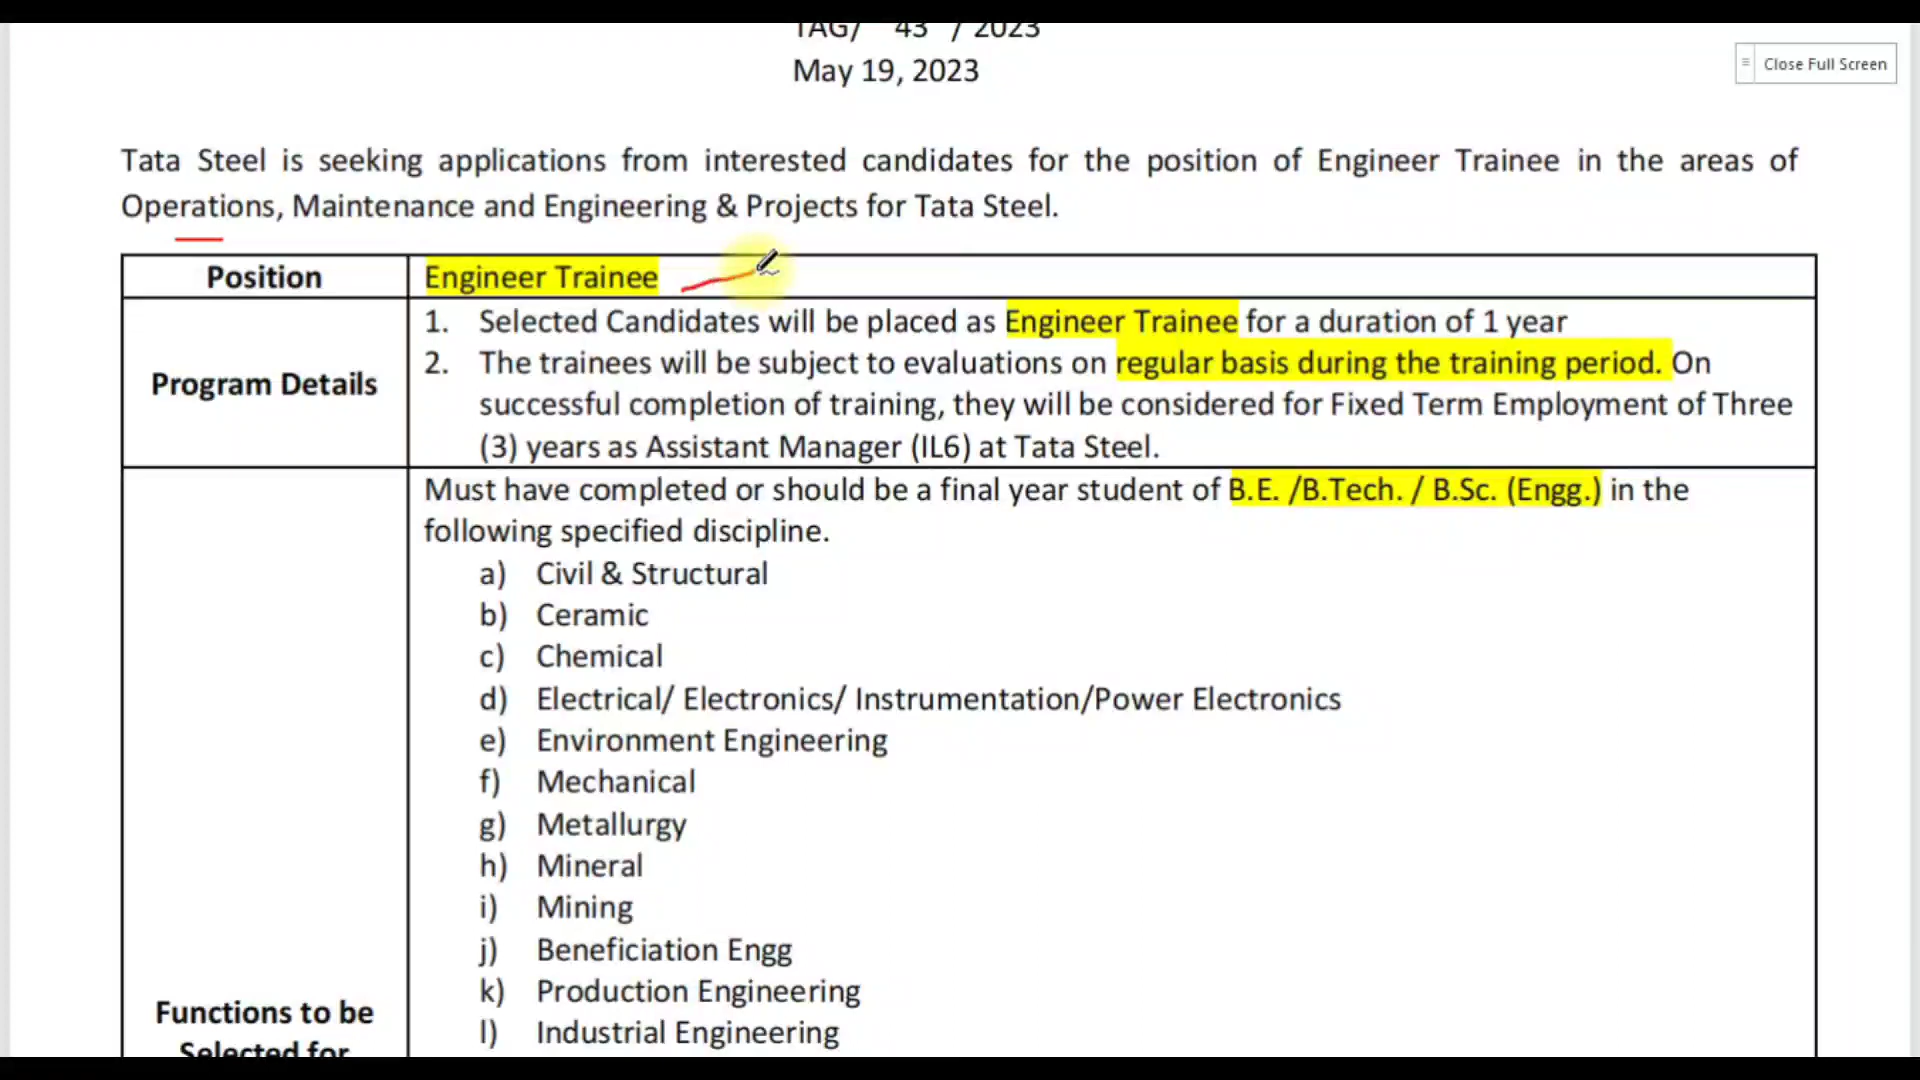 TAG/ 43 / 2023
May 19, 2023
Close Full Screen
Tata Steel is seeking applications from interested candidates for the position of Engineer Trainee in the areas of
Operations, Maintenance and Engineering & Projects for Tata Steel.
Position
Engineer Trainee
Program Details
1. Selected Candidates will be placed as Engineer Trainee for a duration of 1 year
2. The trainees will be subject to evaluations on regular basis during the training period. On
successful completion of training, they will be considered for Fixed Term Employment of Three
(3) years as Assistant Manager (IL6) at Tata Steel.
Must have completed or should be a final year student of B.E. /B.Tech. / B.Sc. (Engg.) in the
following specified discipline.
a) Civil & Structural
b) Ceramic
c) Chemical
d) Electrical/ Electronics/ Instrumentation/Power Electronics
e) Environment Engineering
f) Mechanical
g) Metallurgy
h) Mineral
i) Mining
j) Beneficiation Engg
k) Production Engineering
l) Industrial Engineering
Functions to be
Selected for